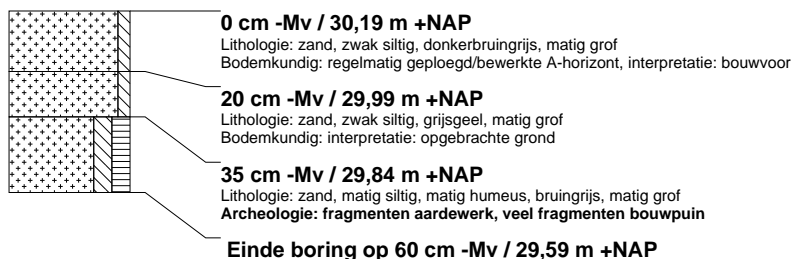 0 cm -Mv / 30,19 m +NAP
Lithologie: zand, zwak siltig, donkerbruingrijs, matig grof
Bodemkundig: regelmatig geploegd/bewerkte A-horizont, interpretatie: bouwvoor
20 cm -Mv / 29,99 m +NAP
Lithologie: zand, zwak siltig, grijsgeel, matig grof
Bodemkundig: interpretatie: opgebrachte grond
35 cm -Mv / 29,84 m +NAP
Lithologie: zand, matig siltig, matig humeus, bruingrijs, matig grof
Archeologie: fragmenten aardewerk, veel fragmenten bouwpuin
Einde boring op 60 cm -Mv / 29,59 m +NAP